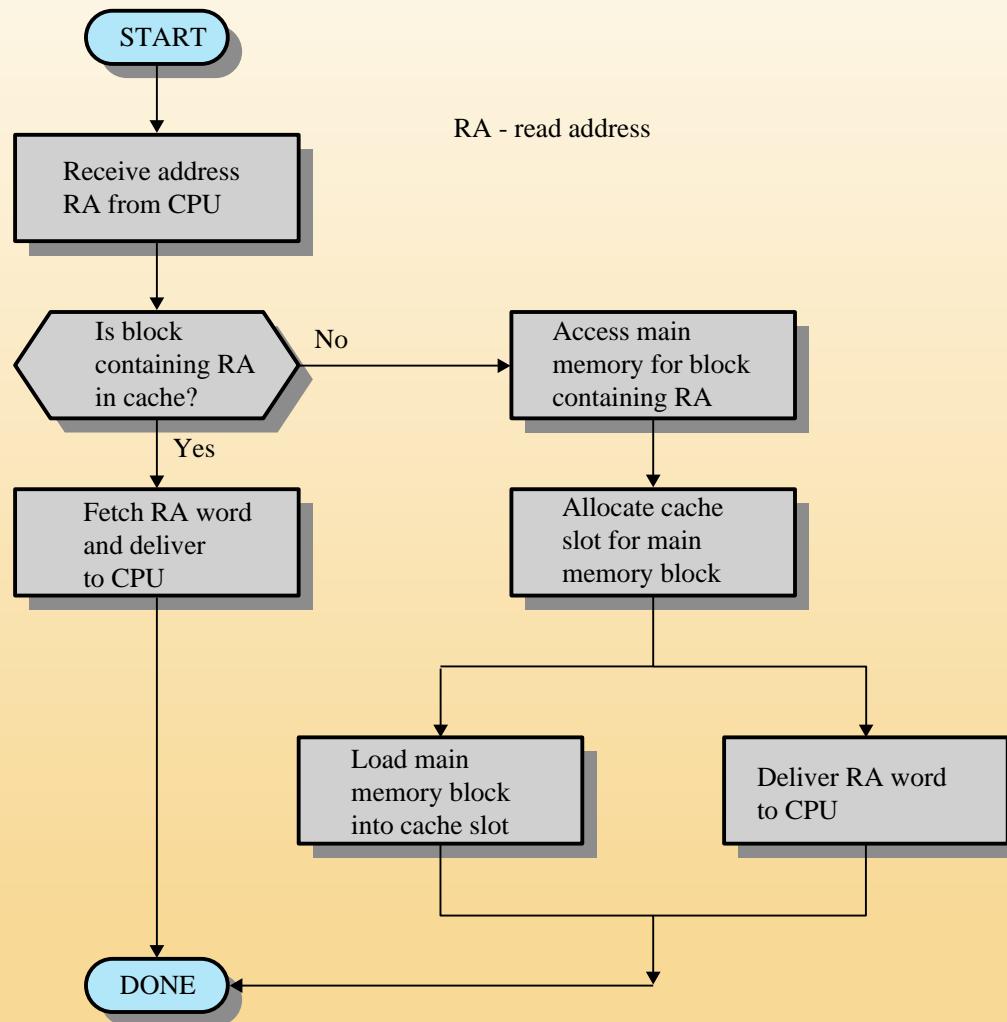 START
RA - read address
Receive address
RA from CPU
Is block
containing RA
in cache?
No
Access main
memory for block
containing RA
Yes
Fetch RA word
and deliver
to CPU
Allocate cache
slot for main
memory block
Load main
memory block
into cache slot
Deliver RA word
to CPU
DONE